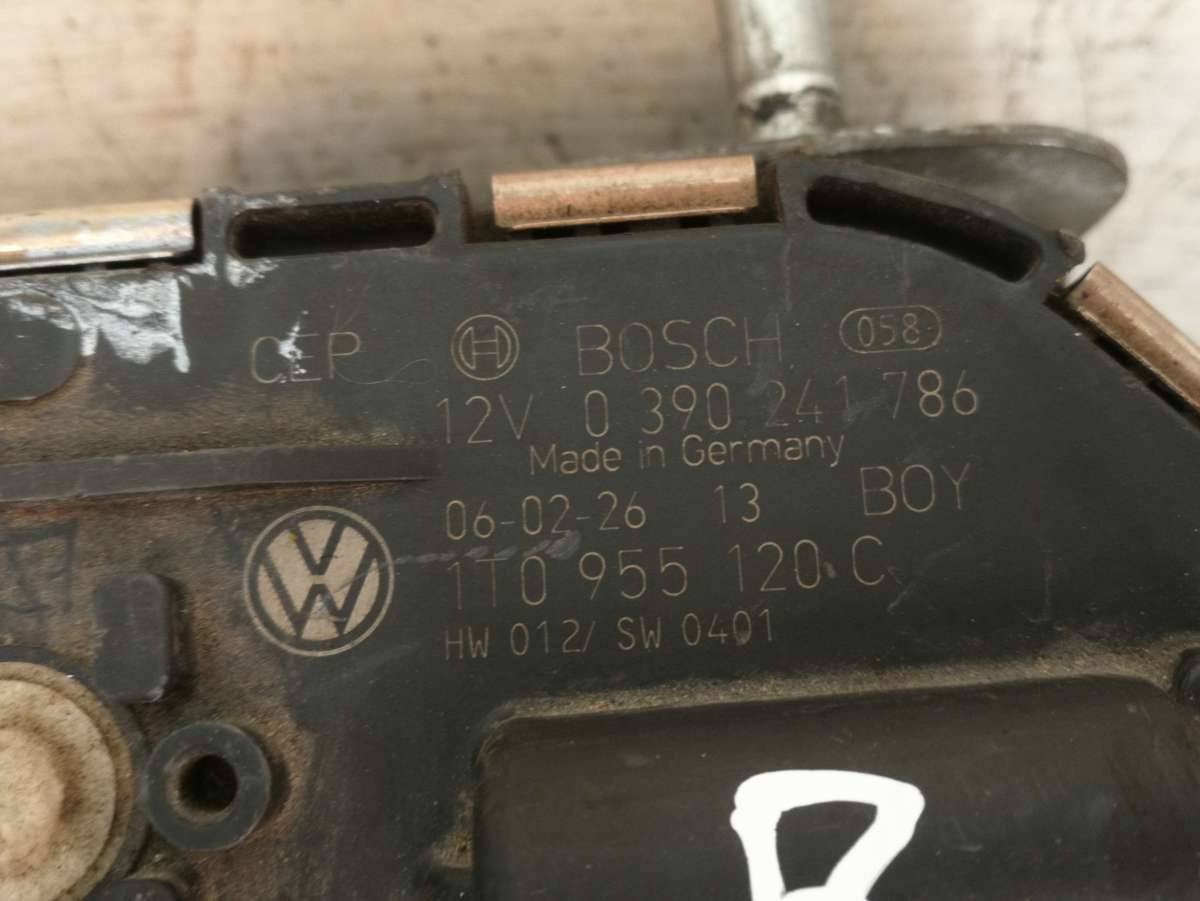 CEP BOSCH 058
12V 0 390 241 786
Made in Germany
06-02-26 13 BOY
1T0 955 120 C
HW 012/ SW 0401